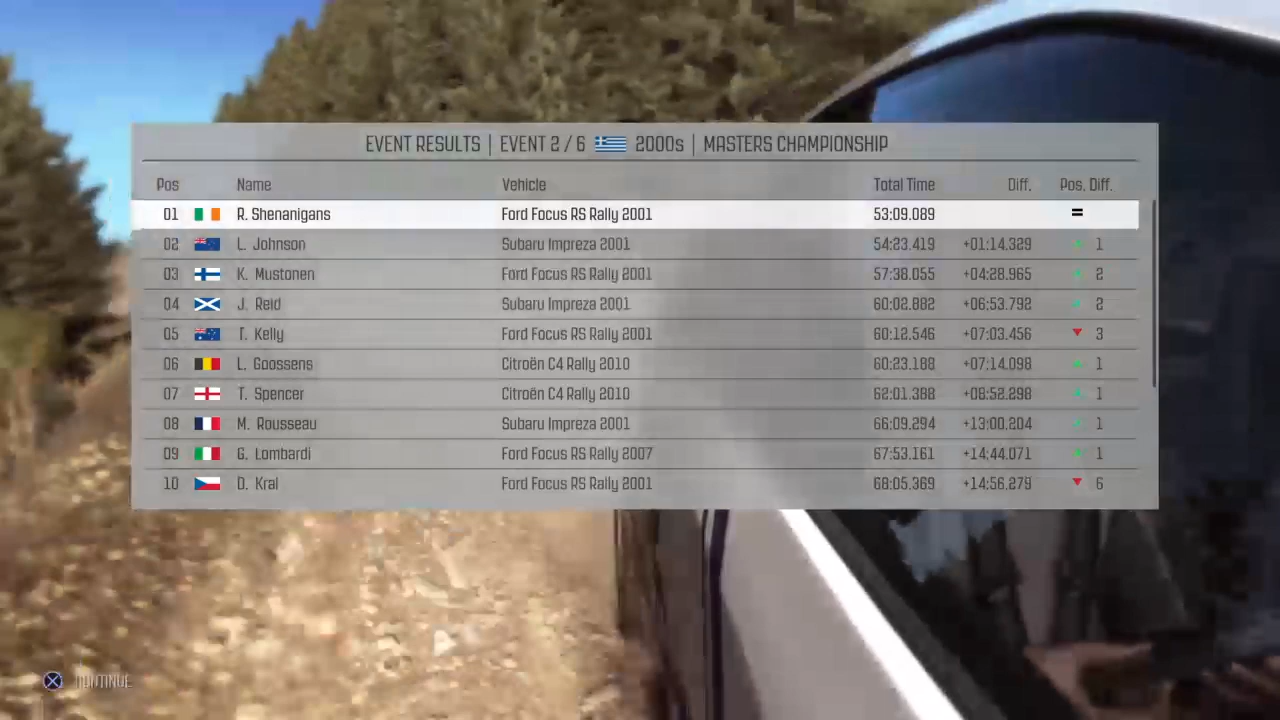 EVENT RESULTS | EVENT 2 / 6 2000s | MASTERS CHAMPIONSHIP
Pos Name Vehicle Total Time Diff. Pos. Diff.
01 R. Shenanigans Ford Focus RS Rally 2001 53:09.089 =
02 L. Johnson Subaru Impreza 2001 54:23.419 +01:14.329 1
03 K. Mustonen Ford Focus RS Rally 2001 57:38.055 +04:28.965 2
04 J. Reid Subaru Impreza 2001 60:02.882 +06:53.792 2
05 T. Kelly Ford Focus RS Rally 2001 60:12.546 +07:03.456 3
06 L. Goossens Citroën C4 Rally 2010 60:23.188 +07:14.098 1
07 T. Spencer Citroën C4 Rally 2010 62:01.388 +08:52.298 1
08 M. Rousseau Subaru Impreza 2001 66:09.294 +13:00.204 1
09 G. Lombardi Ford Focus RS Rally 2007 67:53.161 +14:44.071 1
10 D. Kral Ford Focus RS Rally 2001 68:05.369 +14:56.279 6
CONTINUE